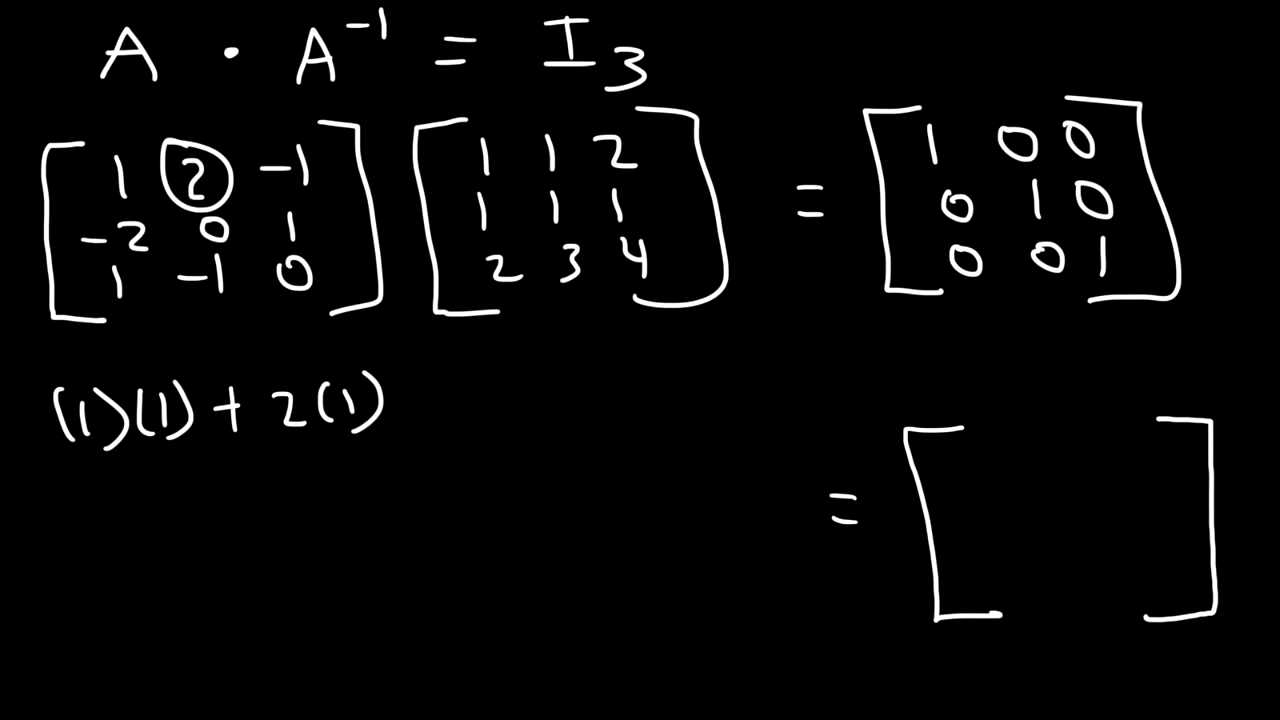 A · A⁻¹ = I₃
[1 2 -1] [1 1 2] = [1 0 0]
[-2 0 1] [1 1 1] [0 1 0]
[1 -1 0] [2 3 4] [0 0 1]
(1)(1) + 2(1)
= [ ]